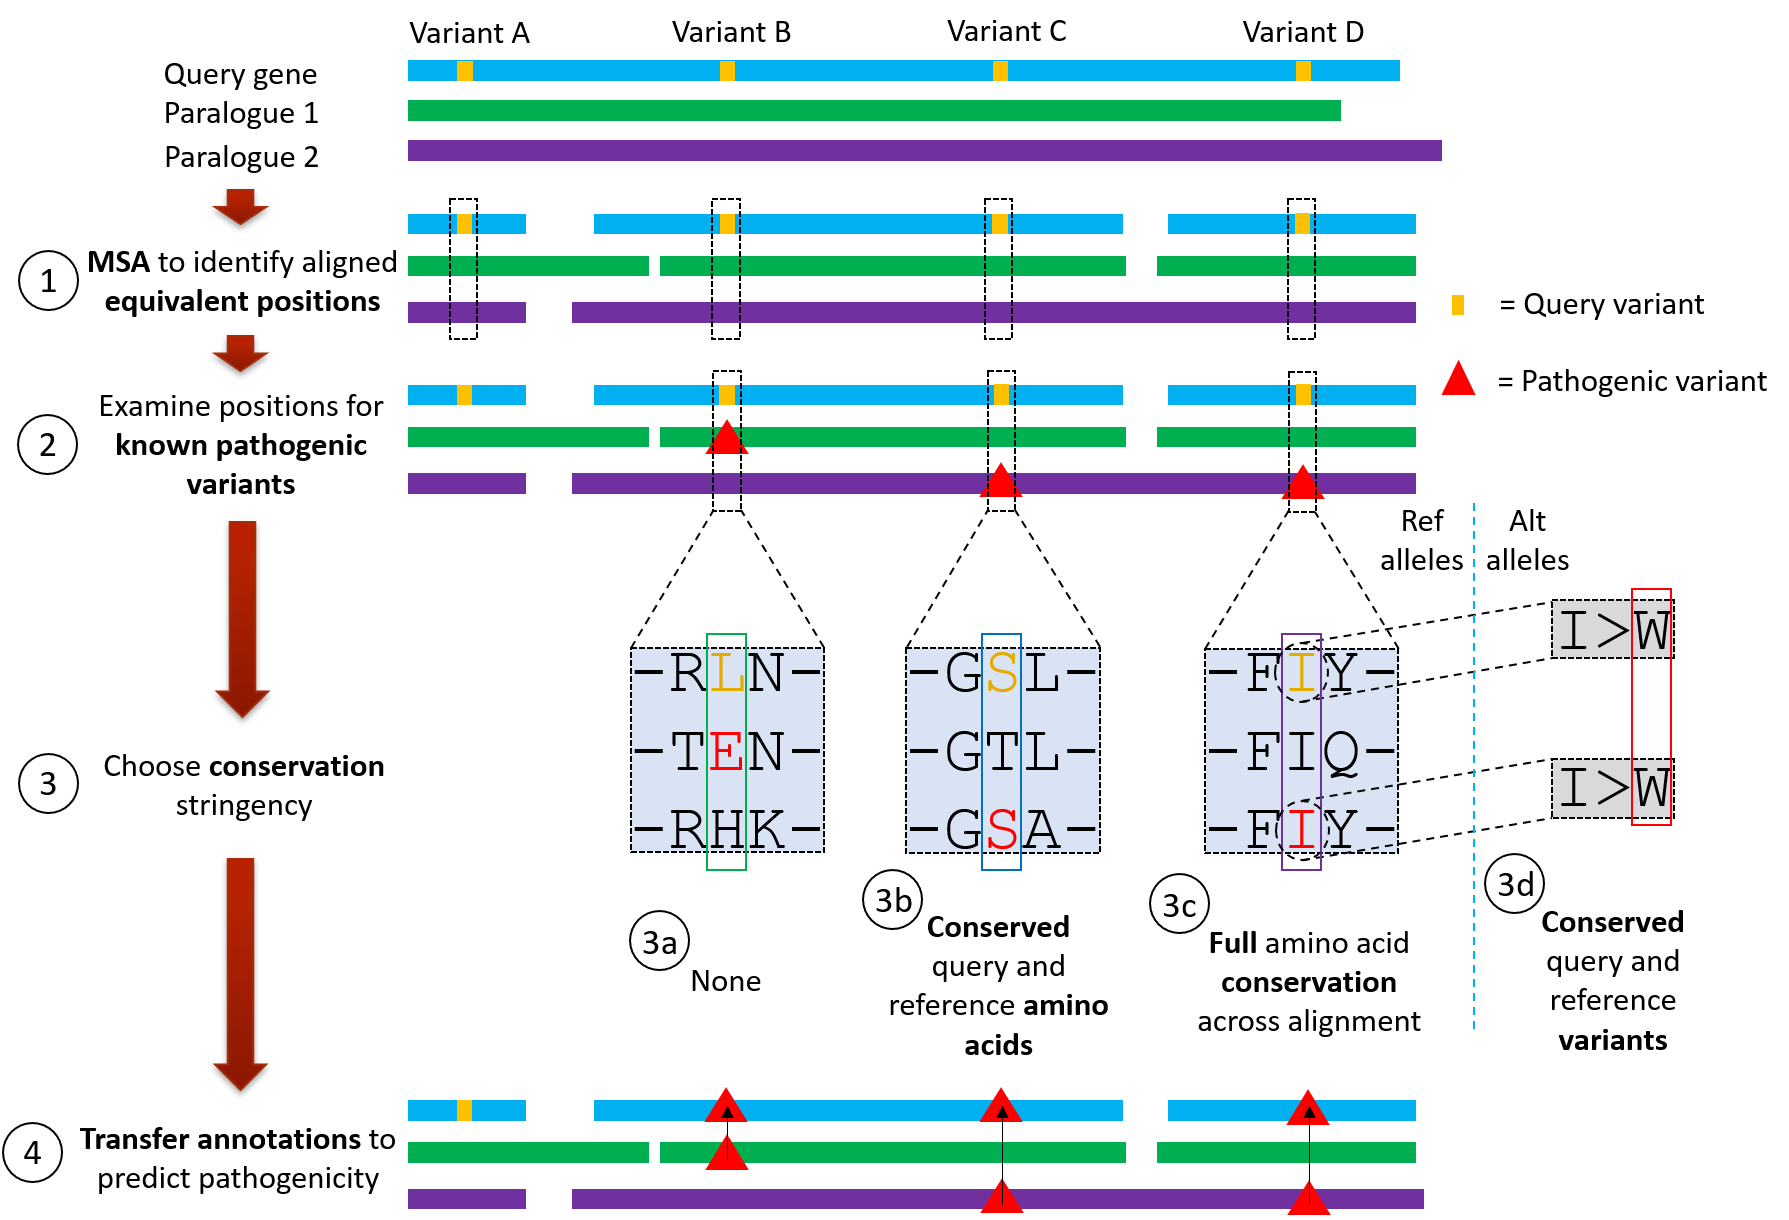 Variant A
Variant B
Variant C
Variant D
Query gene
Paralogue 1
Paralogue 2
1
MSA to identify aligned
equivalent positions
= Query variant
= Pathogenic variant
2
Examine positions for
known pathogenic
variants
Ref
alleles
Alt
alleles
3
Choose conservation
stringency
-RLN-
-TEN-
-RHK-
-GSL-
-GTL-
-GSA-
-FIY-
-FIQ-
-FIY-
I>W
I>W
3a
None
3b
Conserved
query and
reference amino
acids
3c
Full amino acid
conservation
across alignment
3d
Conserved
query and
reference
variants
4
Transfer annotations to
predict pathogenicity